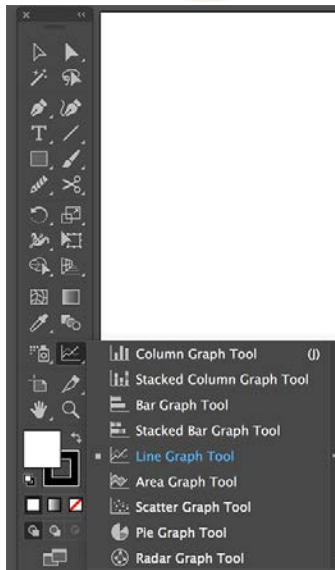 Column Graph Tool (J)
Stacked Column Graph Tool
Bar Graph Tool
Stacked Bar Graph Tool
Line Graph Tool
Area Graph Tool
Scatter Graph Tool
Pie Graph Tool
Radar Graph Tool